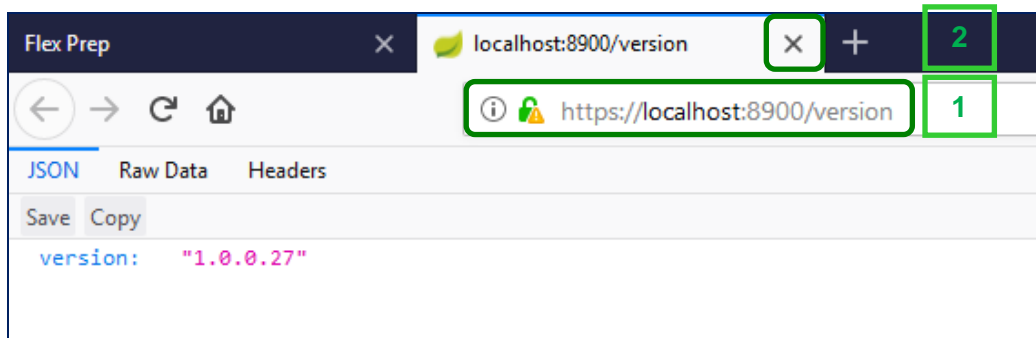 Flex Prep localhost:8900/version 2
https://localhost:8900/version 1
JSON Raw Data Headers
Save Copy
version: "1.0.0.27"